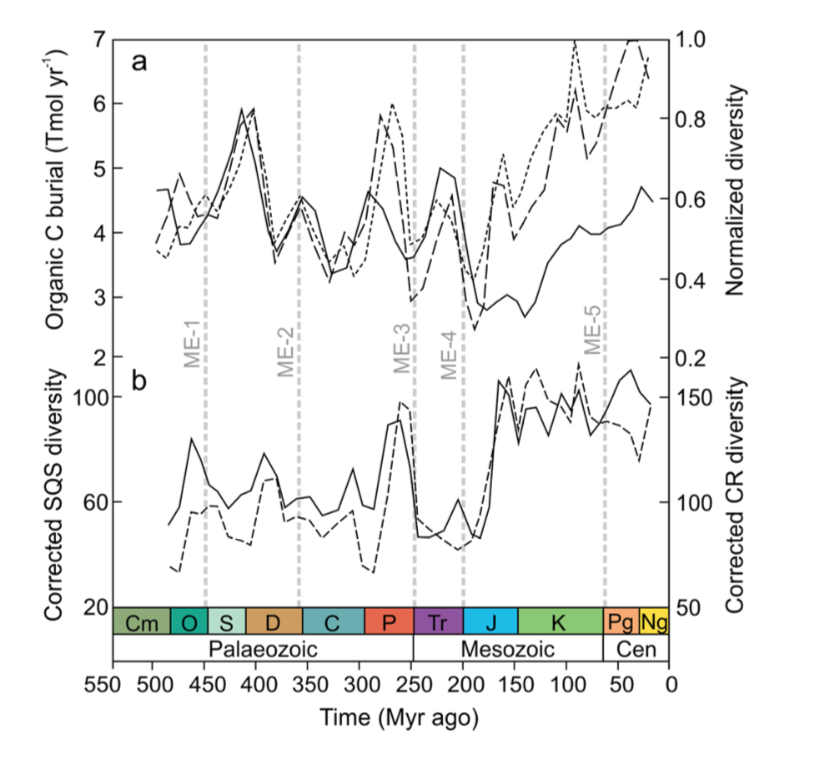 a
7
6
5
4
3
2
Organic C burial (Tmol yr⁻¹)
1.0
0.8
0.6
0.4
0.2
Normalized diversity
ME-1
ME-2
ME-3
ME-4
ME-5
b
100
60
20
Corrected SQS diversity
150
100
50
Corrected CR diversity
Cm O S D C P Tr J K Pg Ng
Palaeozoic Mesozoic Cen
550 500 450 400 350 300 250 200 150 100 50 0
Time (Myr ago)